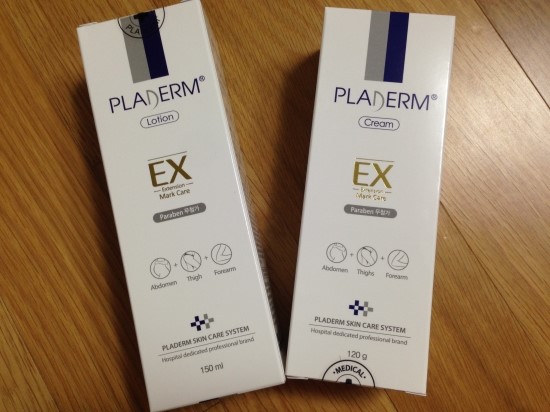 PLADERM®
Lotion
EX
Extension
Mark Care
Paraben 무첨가
Abdomen + Thigh + Forearm
PLADERM SKIN CARE SYSTEM
Hospital dedicated professional brand
150 ml
PLADERM®
Cream
EX
Extension
Mark Care
Paraben 무첨가
Abdomen + Thighs + Forearm
PLADERM SKIN CARE SYSTEM
Hospital dedicated professional brand
120 g
MEDICAL